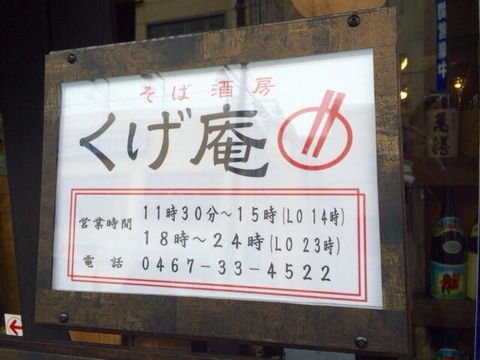 そば酒房
くげ庵
営業時間 11時30分～15時(LO 14時)
18時～24時(LO 23時)
電話 0467-33-4522
萬膳